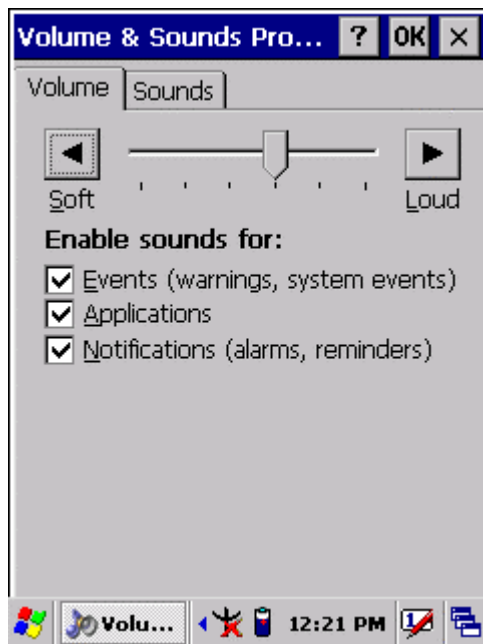 Volume & Sounds Pro... ? OK ×
Volume Sounds
Soft Loud
Enable sounds for:
Events (warnings, system events)
Applications
Notifications (alarms, reminders)
Volu... 12:21 PM 1